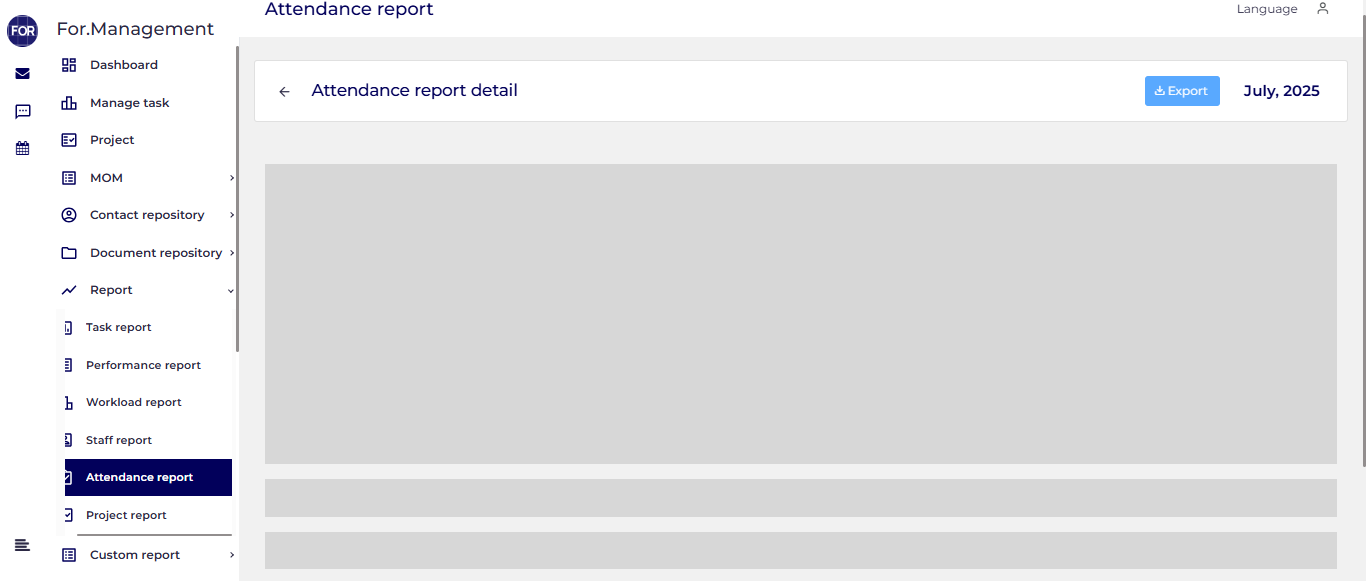 FOR
For.Management
Dashboard
Manage task
Project
MOM
Contact repository
Document repository
Report
Task report
Performance report
Workload report
Staff report
Attendance report
Project report
Custom report
Attendance report
Language
Attendance report detail
Export
July, 2025